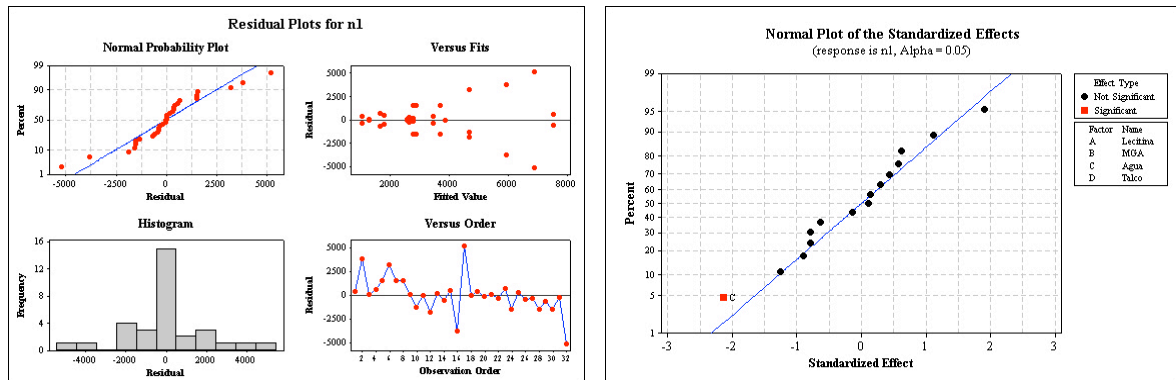 Residual Plots for n1
Normal Probability Plot
99
90
50
10
1
Percent
-5000
-2500
0
2500
5000
Residual
Versus Fits
5000
2500
0
-2500
-5000
Residual
2000
4000
6000
8000
Fitted Value
Histogram
16
12
8
4
0
Frequency
-4000
-2000
0
2000
4000
Residual
Versus Order
5000
2500
0
-2500
-5000
Residual
2 4 6 8 10 12 14 16 18 20 22 24 26 28 30 32
Observation Order
Normal Plot of the Standardized Effects
(response is n1, Alpha = 0.05)
99
95
90
80
70
60
50
40
30
20
10
5
1
Percent
C
-3
-2
-1
0
1
2
3
Standardized Effect
Effect Type
Not Significant
Significant
Factor Name
A Lecitina
B MGA
C Agua
D Talco